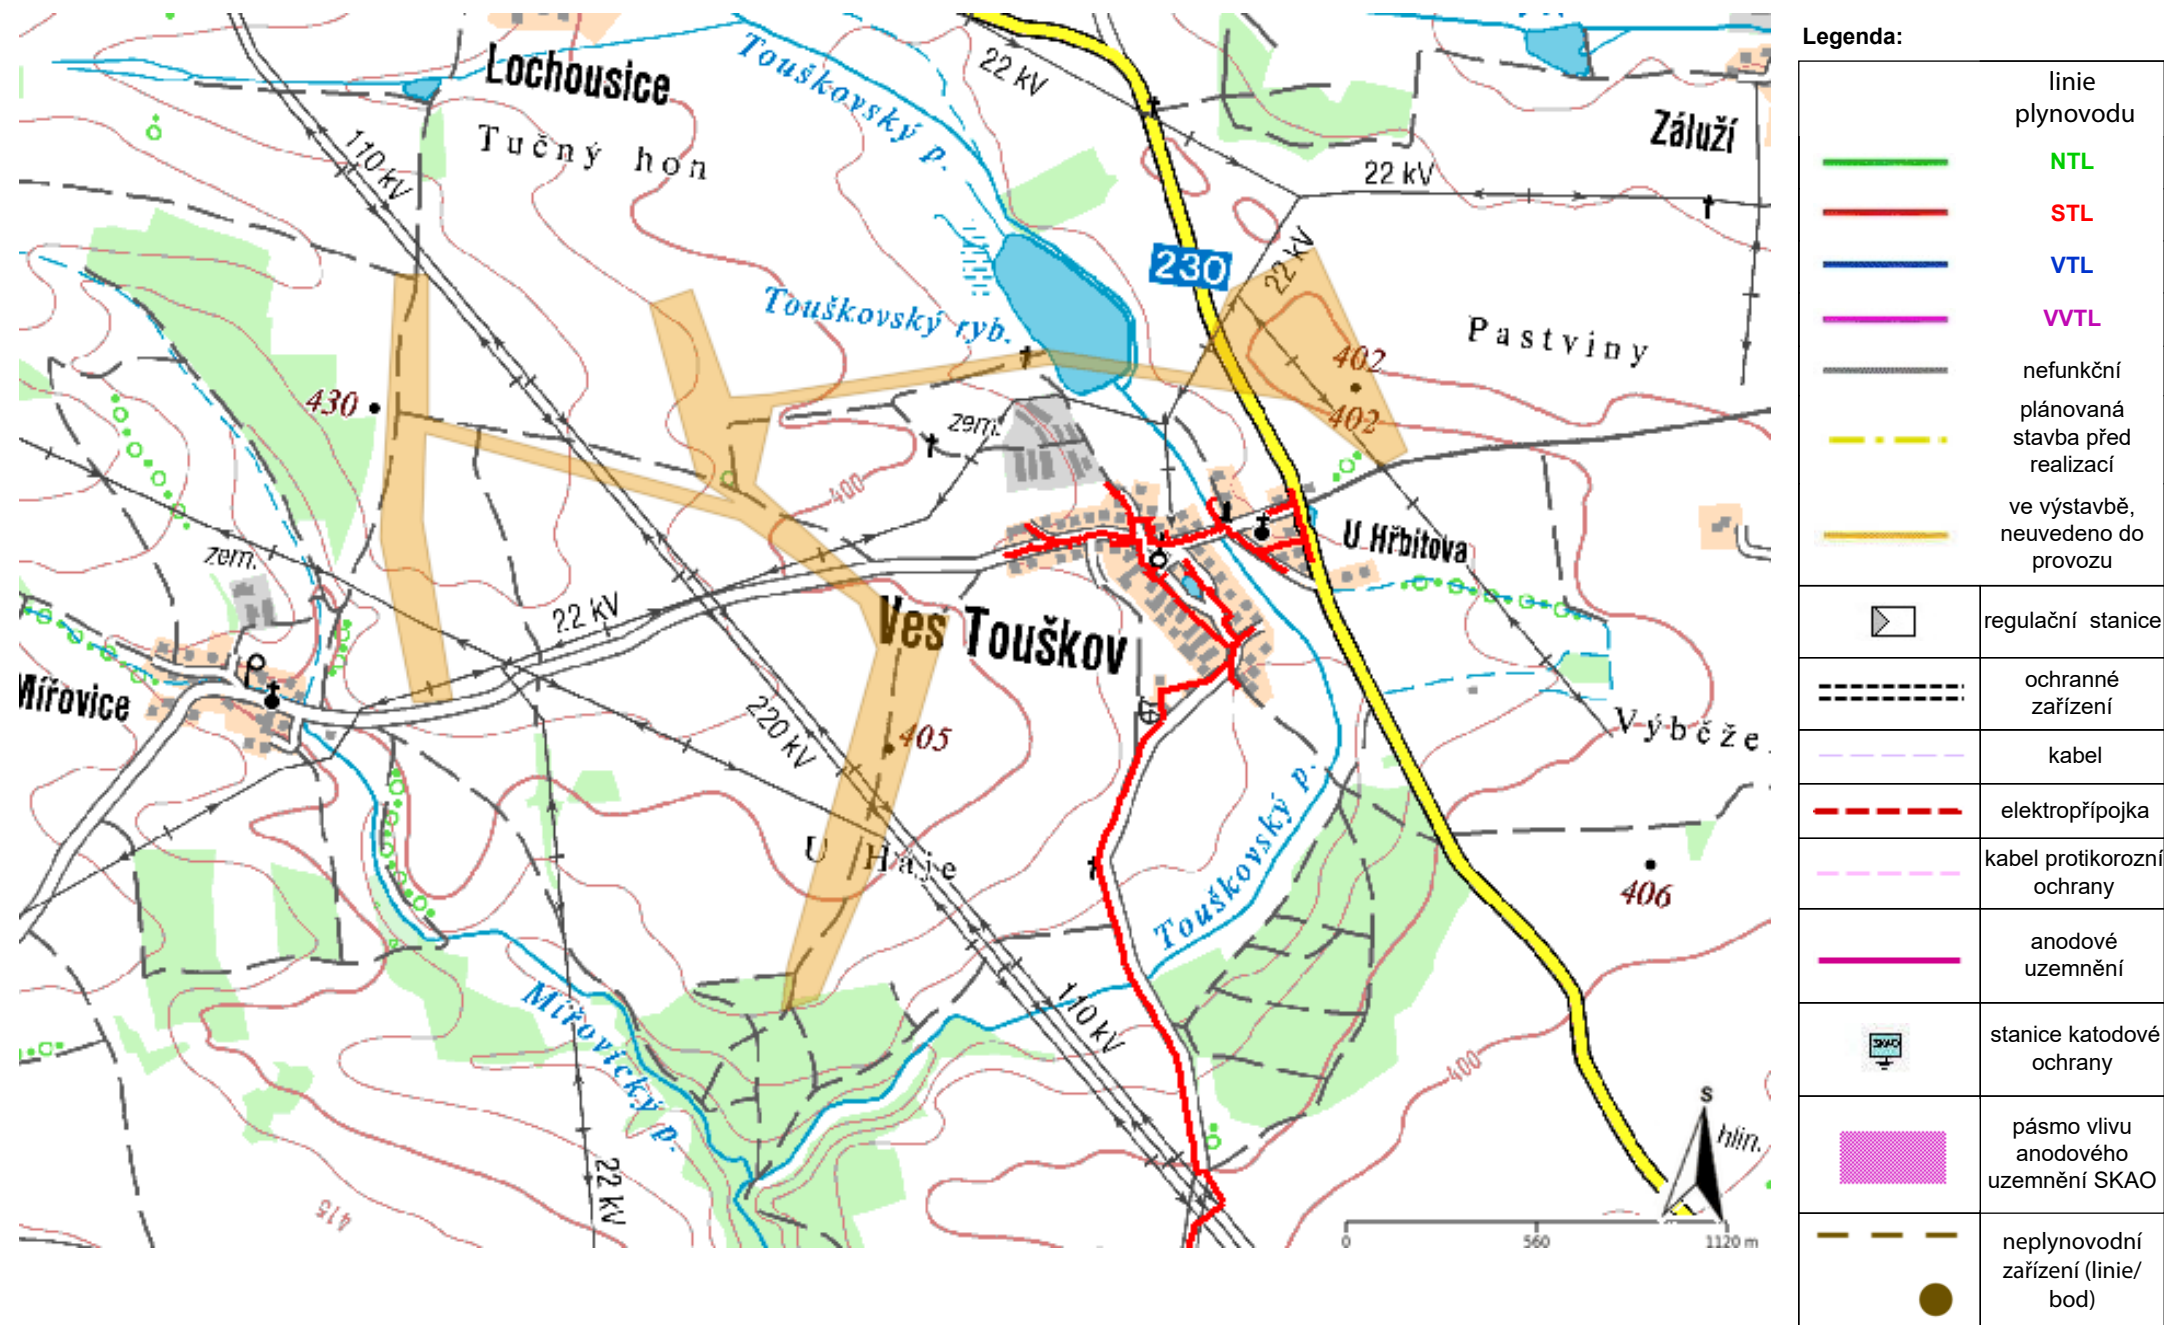 Lochousice
Tučný hon
110 kV
Touškovský p.
22 kV
22 kV
Záluží
230
22 kV
Touškovský ryb.
Pastviny
402
402
430
zem.
400
U Hřbitova
zem.
22 kV
Ves Touškov
Mířovice
220 kV
405
Výběže
U Háje
Touškovský p.
406
Mířovický p.
110 kV
400
22 kV
415
S
hlin.
0 560 1120 m
Legenda:
linie
plynovodu
NTL
STL
VTL
VVTL
nefunkční
plánovaná
stavba před
realizací
ve výstavbě,
neuvedeno do
provozu
regulační stanice
ochranné
zařízení
kabel
elektropřípojka
kabel protikorozní
ochrany
anodové
uzemnění
SKAO
stanice katodové
ochrany
pásmo vlivu
anodového
uzemnění SKAO
neplynovodní
zařízení (linie/
bod)